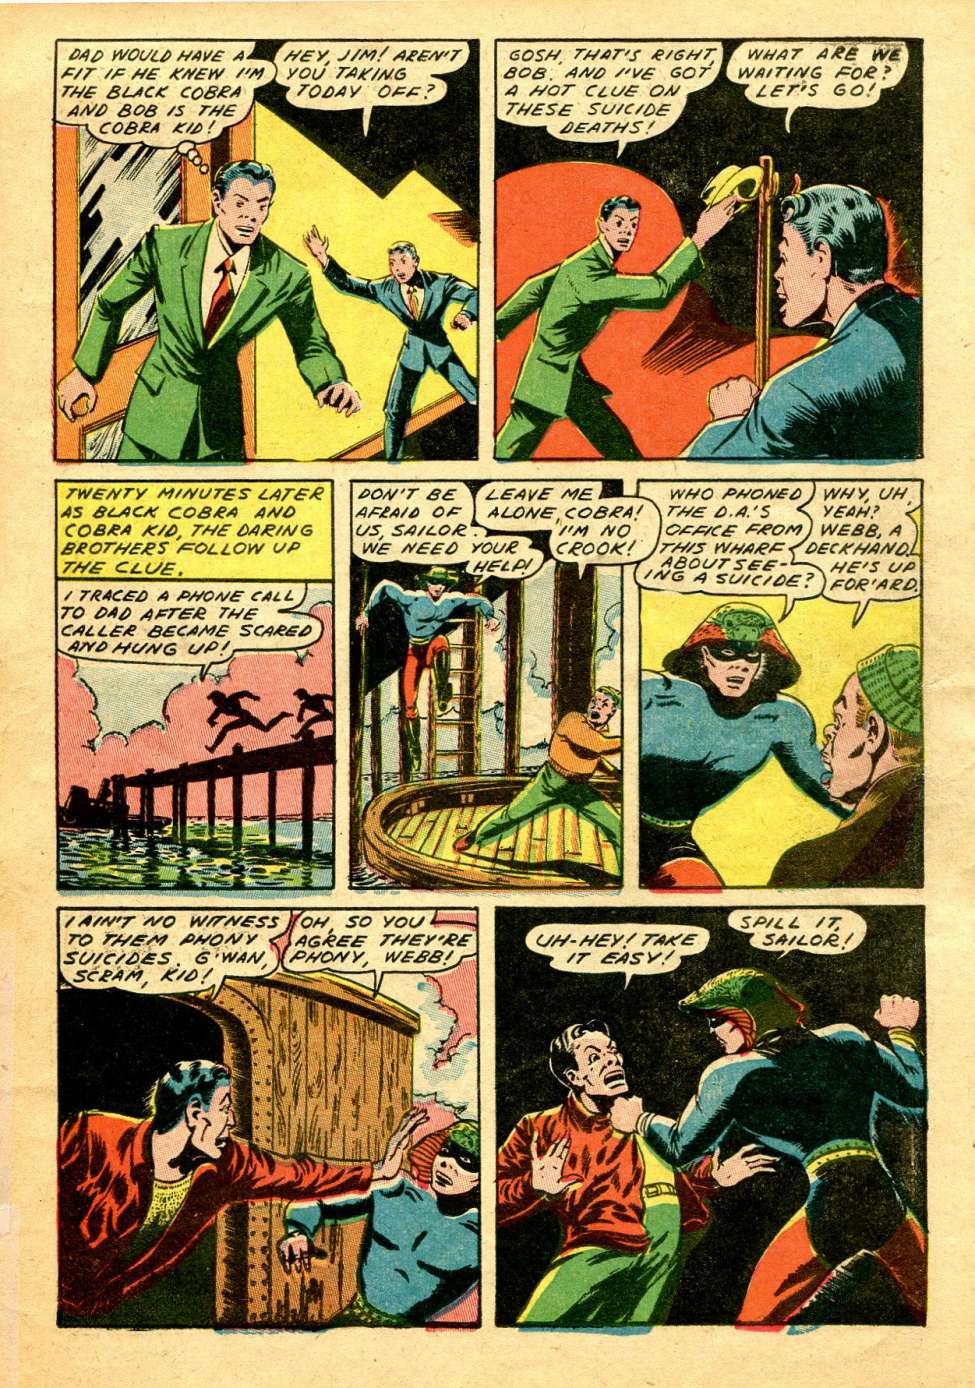 DAD WOULD HAVE A
FIT IF HE KNEW I'M
THE BLACK COBRA
AND BOB IS THE
COBRA KID!
HEY, JIM! AREN'T
YOU TAKING
TODAY OFF?
GOSH, THAT'S RIGHT,
BOB. AND I'VE GOT
A HOT CLUE ON
THESE SUICIDE
DEATHS!
WHAT ARE WE
WAITING FOR?
LET'S GO!
TWENTY MINUTES LATER
AS BLACK COBRA AND
COBRA KID, THE DARING
BROTHERS FOLLOW UP
THE CLUE.
I TRACED A PHONE CALL
TO DAD AFTER THE
CALLER BECAME SCARED
AND HUNG UP!
DON'T BE
AFRAID OF
US, SAILOR.
WE NEED YOUR
HELP!
LEAVE ME
ALONE, COBRA!
I'M NO
CROOK!
WHO PHONED
THE D.A.'S
OFFICE FROM
THIS WHARF
ABOUT SEE-
ING A SUICIDE?
WHY, UH,
YEAH?
WEBB, A
DECKHAND!
HE'S UP
FOR'ARD.
I AIN'T NO WITNESS
TO THEM PHONY
SUICIDES. G'WAN,
SCRAM, KID!
OH, SO YOU
AGREE THEY'RE
PHONY, WEBB!
UH-HEY! TAKE
IT EASY!
SPILL IT,
SAILOR!